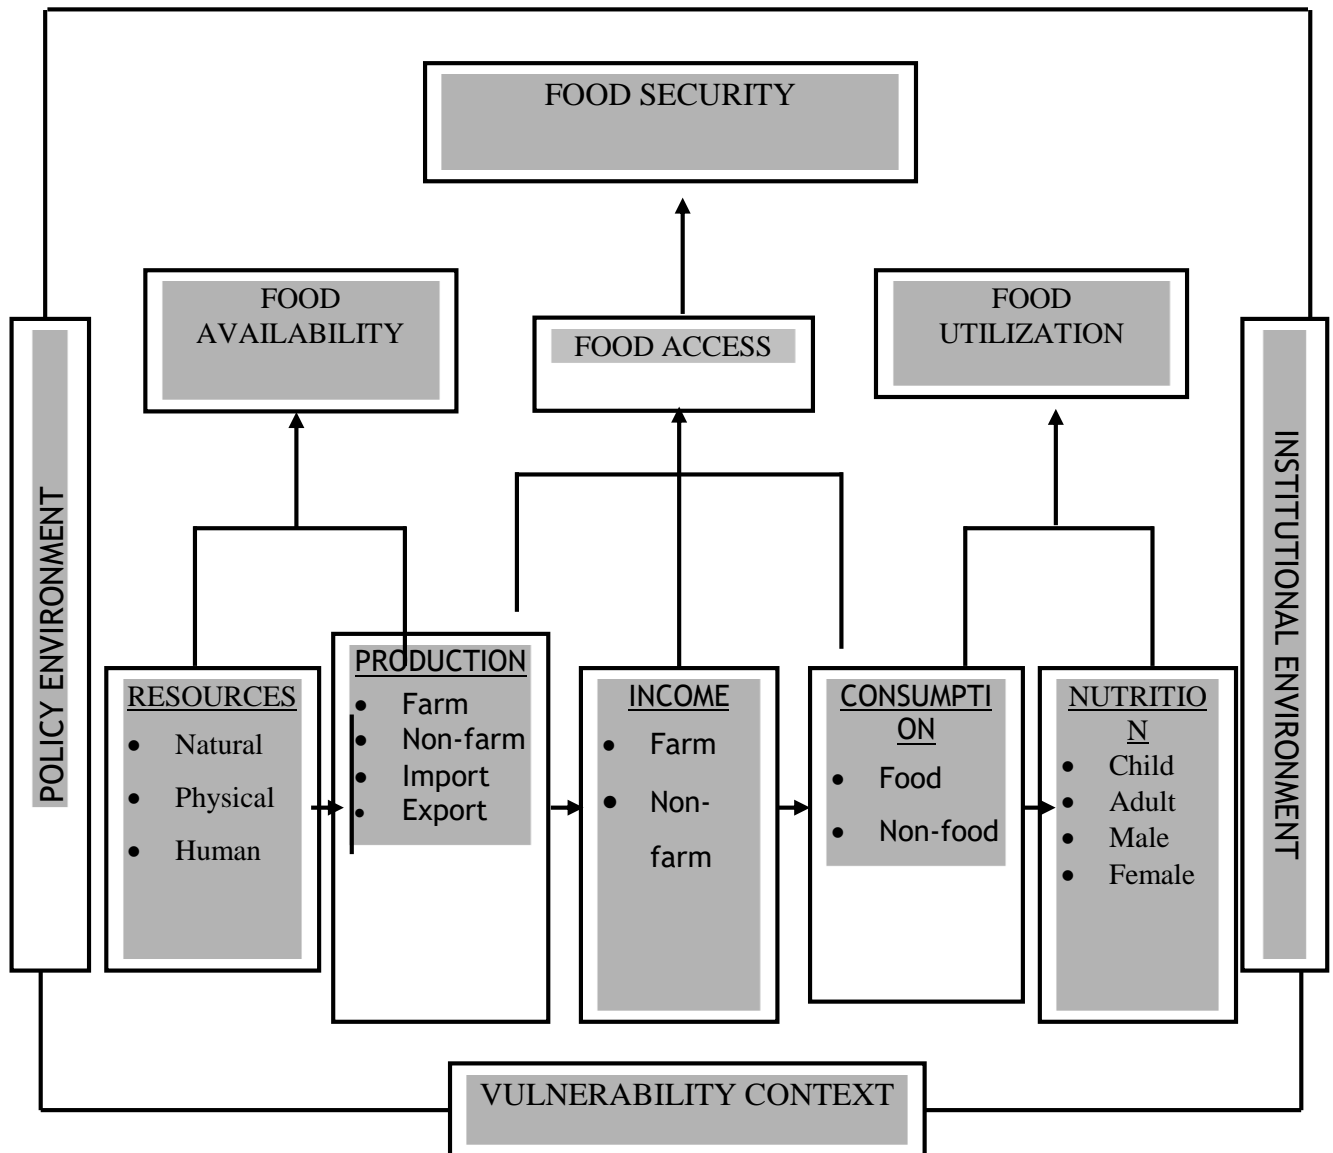 FOOD SECURITY
FOOD
AVAILABILITY
FOOD ACCESS
FOOD
UTILIZATION
POLICY ENVIRONMENT
INSTITUTIONAL ENVIRONMENT
RESOURCES
• Natural
• Physical
• Human
PRODUCTION
• Farm
• Non-farm
• Import
• Export
INCOME
• Farm
• Non-
farm
CONSUMPTI
ON
• Food
• Non-food
NUTRITIO
N
• Child
• Adult
• Male
• Female
VULNERABILITY CONTEXT